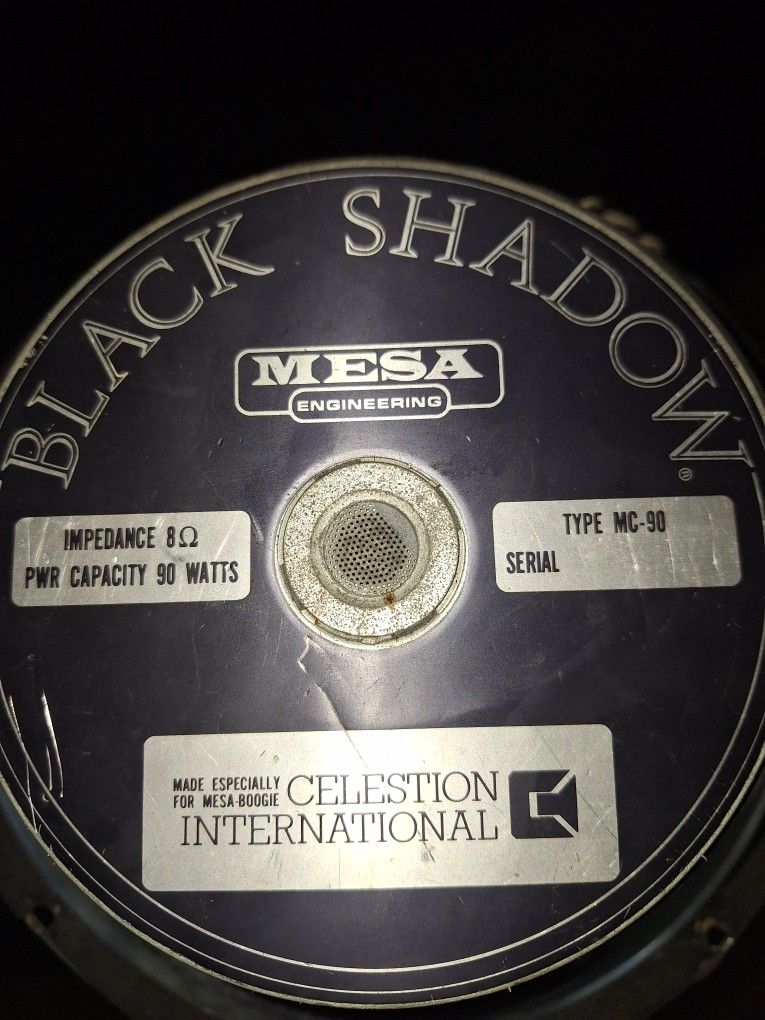 BLACK SHADOW®
MESA
ENGINEERING
IMPEDANCE 8Ω
PWR CAPACITY 90 WATTS
TYPE MC-90
SERIAL
MADE ESPECIALLY
FOR MESA-BOOGIE
CELESTION
INTERNATIONAL